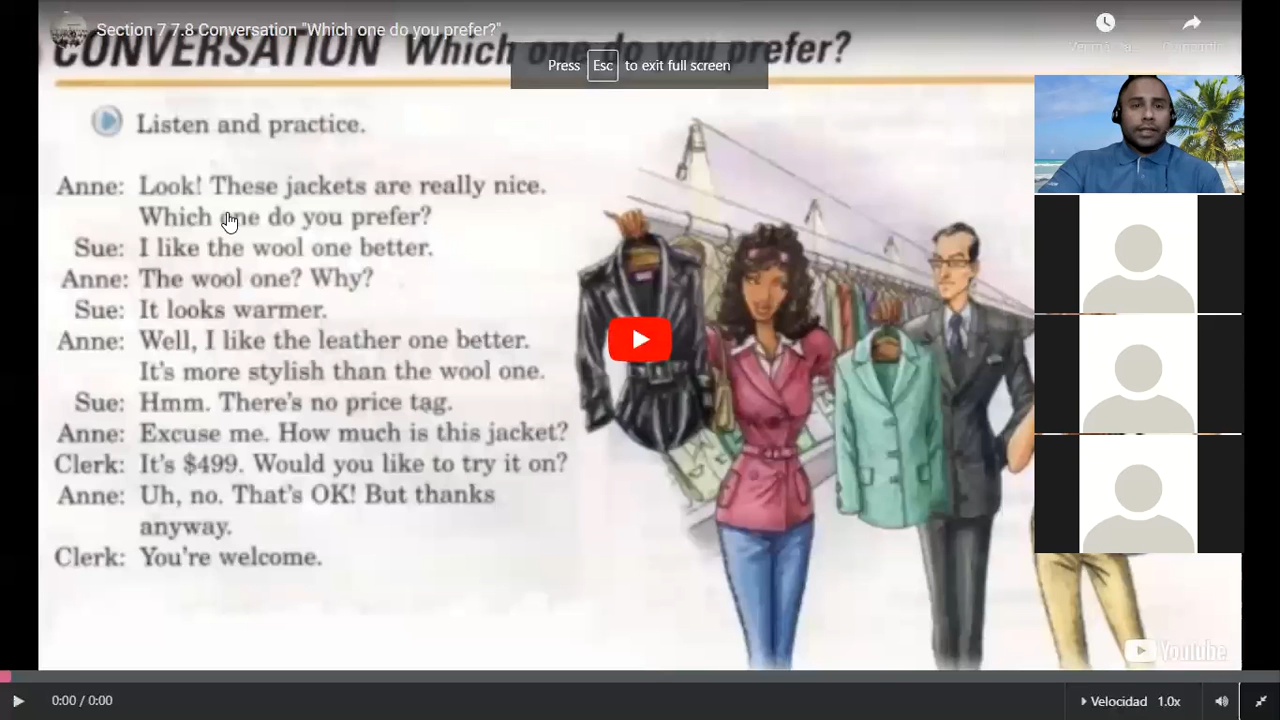 Section 7 7.8 Conversation "Which one do you prefer?"
CONVERSATION Which one do you prefer?
Press Esc to exit full screen
Listen and practice.
Anne: Look! These jackets are really nice.
Which one do you prefer?
Sue: I like the wool one better.
Anne: The wool one? Why?
Sue: It looks warmer.
Anne: Well, I like the leather one better.
It's more stylish than the wool one.
Sue: Hmm. There's no price tag.
Anne: Excuse me. How much is this jacket?
Clerk: It's $499. Would you like to try it on?
Anne: Uh, no. That's OK! But thanks
anyway.
Clerk: You're welcome.
YouTube
0:00 / 0:00
Velocidad 1.0x